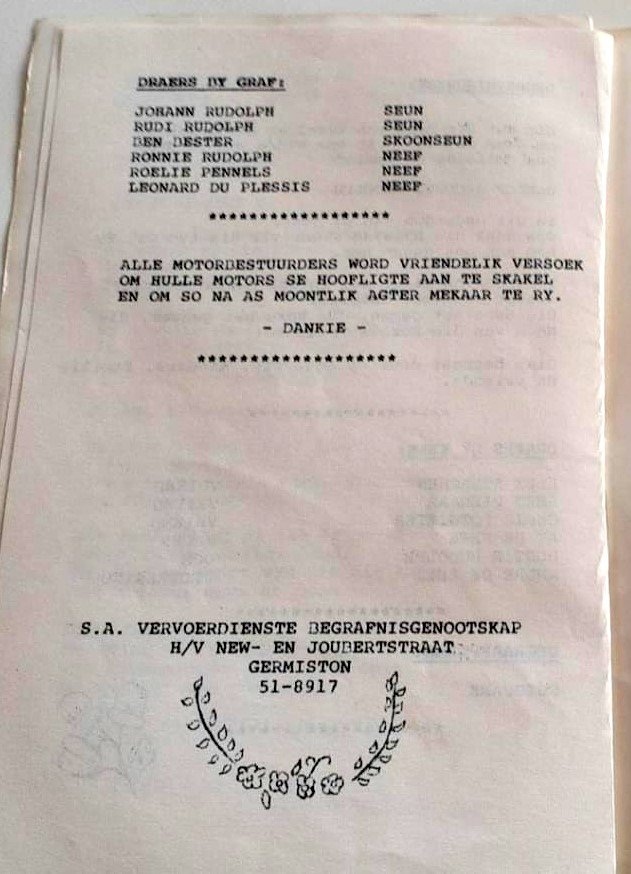 DRAERS BY GRAF:
JOHANN RUDOLPH SEUN
RUDI RUDOLPH SEUN
BEN BESTER SKOONSEUN
RONNIE RUDOLPH NEEF
ROELIE PENNELS NEEF
LEONARD DU PLESSIS NEEF
******************
ALLE MOTORBESTUURDERS WORD VRIENDELIK VERSOEK
OM HULLE MOTORS SE HOOFLIGTE AAN TE SKAKEL
EN OM SO NA AS MOONTLIK AGTER MEKAAR TE RY.
- DANKIE -
********************
S.A. VERVOERDIENSTE BEGRAFNISGENOOTSKAP
H/V NEW- EN JOUBERTSTRAAT
GERMISTON
51-8917